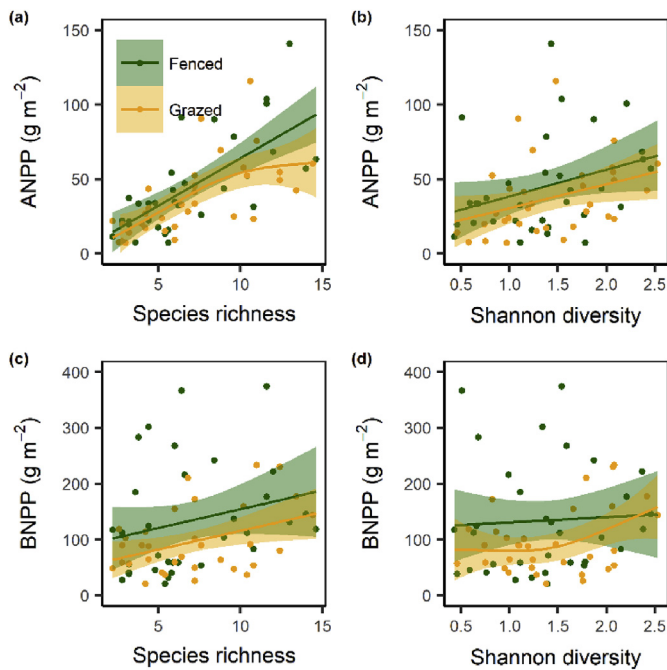 (a)
150
100
50
0
ANPP (g m⁻²)
Fenced
Grazed
5
10
15
Species richness
(b)
150
100
50
0
ANPP (g m⁻²)
0.5
1.0
1.5
2.0
2.5
Shannon diversity
(c)
400
300
200
100
0
BNPP (g m⁻²)
5
10
15
Species richness
(d)
400
300
200
100
0
BNPP (g m⁻²)
0.5
1.0
1.5
2.0
2.5
Shannon diversity